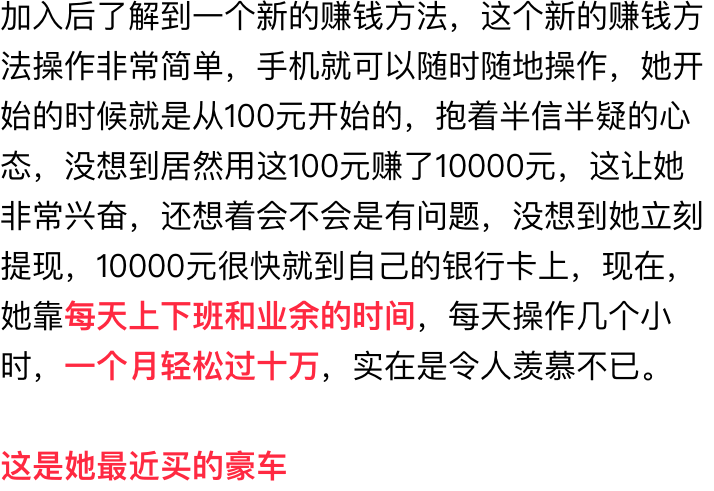 加入后了解到一个新的赚钱方法，这个新的赚钱方
法操作非常简单，手机就可以随时随地操作，她开
始的时候就是从100元开始的，抱着半信半疑的心
态，没想到居然用这100元赚了10000元，这让她
非常兴奋，还想着会不会是有问题，没想到她立刻
提现，10000元很快就到自己的银行卡上，现在，
她靠每天上下班和业余的时间，每天操作几个小
时，一个月轻松过十万，实在是令人羡慕不已。
这是她最近买的豪车